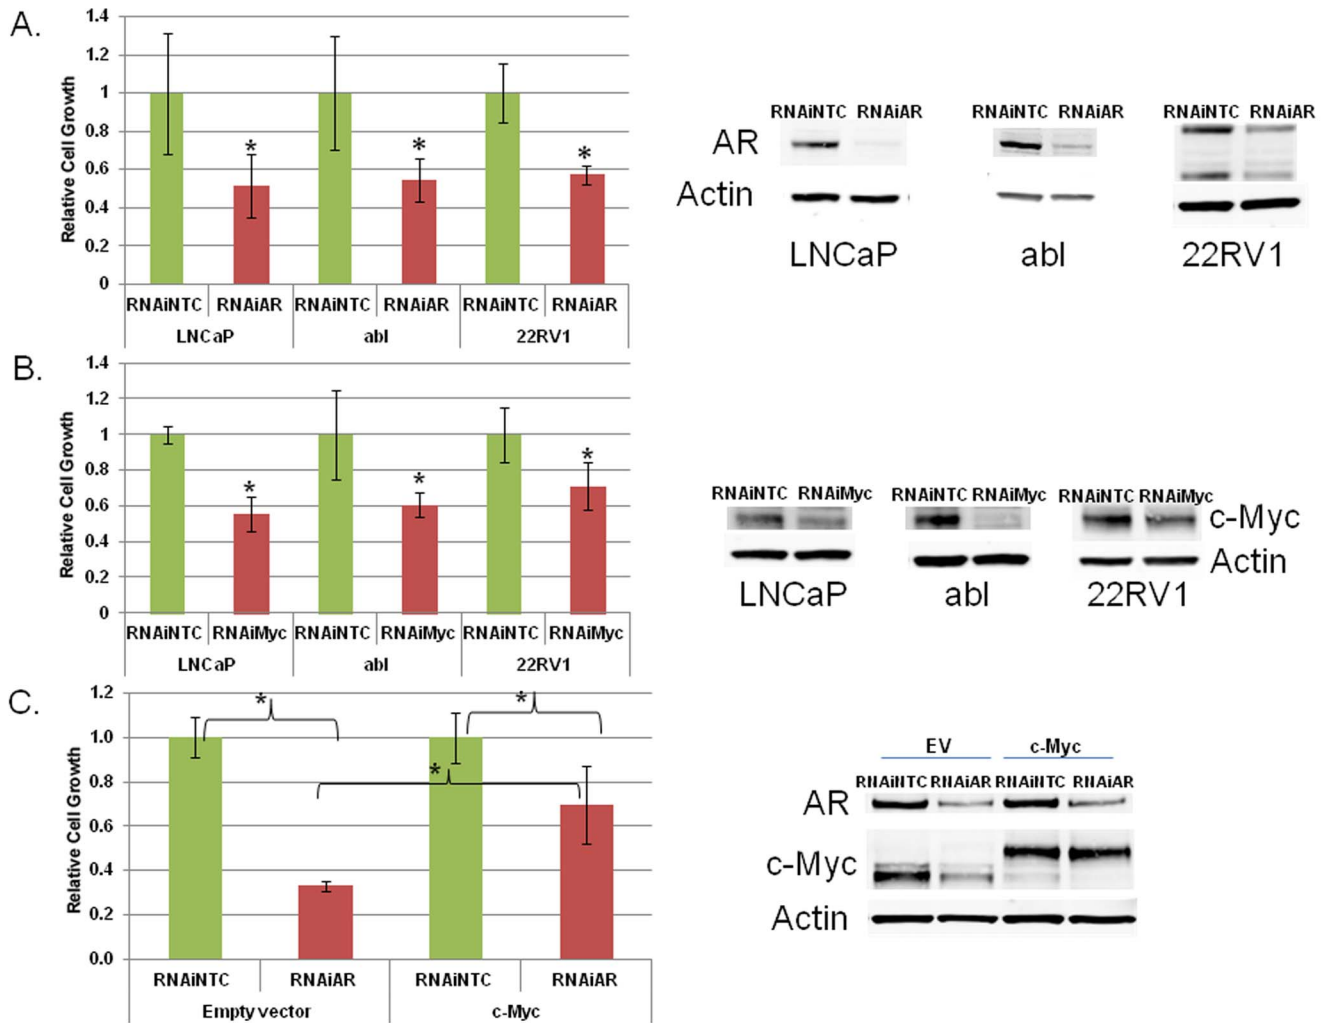 A.
Relative Cell Growth
1.4
1.2
1
0.8
0.6
0.4
0.2
0
*
*
*
RNAiNTC RNAiAR RNAiNTC RNAiAR RNAiNTC RNAiAR
LNCaP abl 22RV1
RNAiNTC RNAiAR RNAiNTC RNAiAR RNAiNTC RNAiAR
AR
Actin
LNCaP abl 22RV1
B.
Relative Cell Growth
1.4
1.2
1
0.8
0.6
0.4
0.2
0
*
*
*
RNAiNTC RNAiMyc RNAiNTC RNAiMyc RNAiNTC RNAiMyc
LNCaP abl 22RV1
RNAiNTC RNAiMyc RNAiNTC RNAiMyc RNAiNTC RNAiMyc
c-Myc
Actin
LNCaP abl 22RV1
C.
Relative Cell Growth
1.2
1.0
0.8
0.6
0.4
0.2
0.0
*
*
*
RNAiNTC RNAiAR RNAiNTC RNAiAR
Empty vector c-Myc
EV c-Myc
RNAiNTC RNAiAR RNAiNTC RNAiAR
AR
c-Myc
Actin